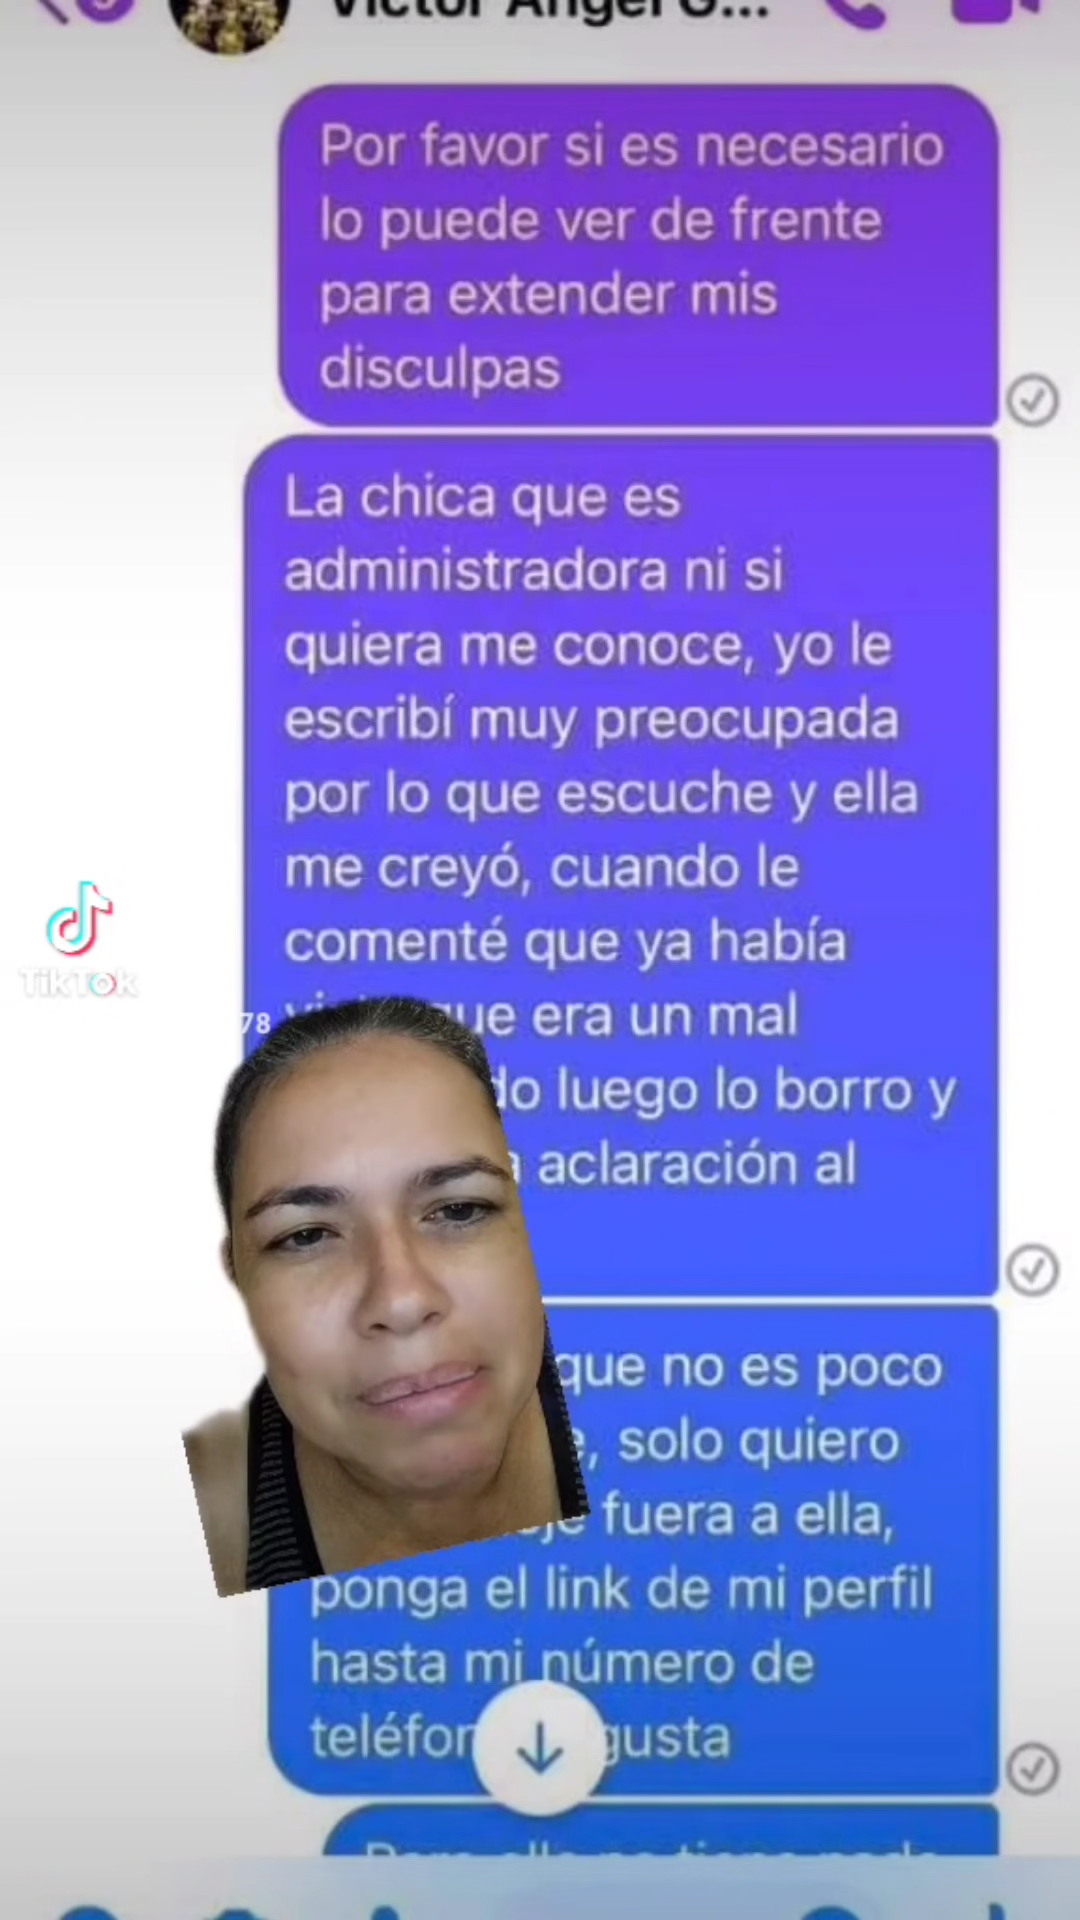 Victor Angel G...
Por favor si es necesario
lo puede ver de frente
para extender mis
disculpas
La chica que es
administradora ni si
quiera me conoce, yo le
escribí muy preocupada
por lo que escuche y ella
me creyó, cuando le
comenté que ya había
que era un mal
luego lo borro y
aclaración al
que no es poco
solo quiero
fuera a ella,
ponga el link de mi perfil
hasta mi número de
gusta
TikTok
78